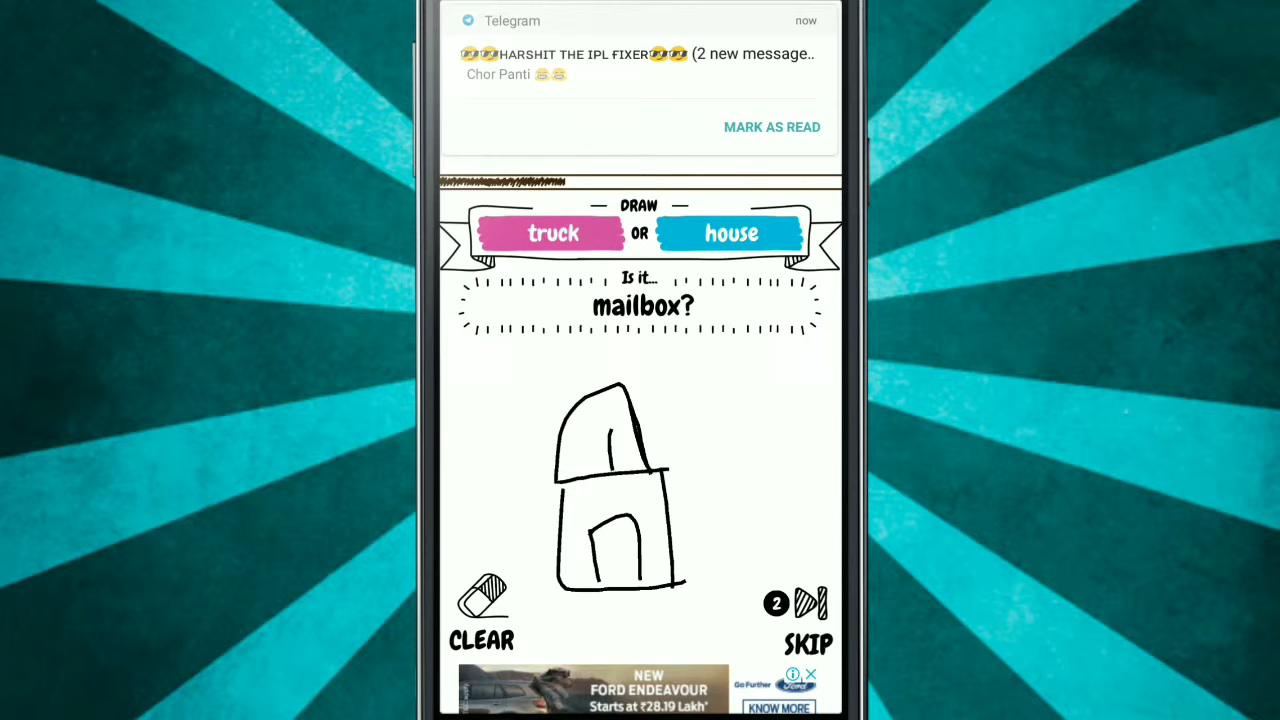 Telegram
now
😎😎HARSHIT THE IPL FIXER😎😎 (2 new message..
Chor Panti 😂😂
MARK AS READ
DRAW
truck OR house
Is it...
mailbox?
CLEAR
2
SKIP
NEW
FORD ENDEAVOUR
Starts at ₹28.19 Lakh*
Go Further Ford
KNOW MORE